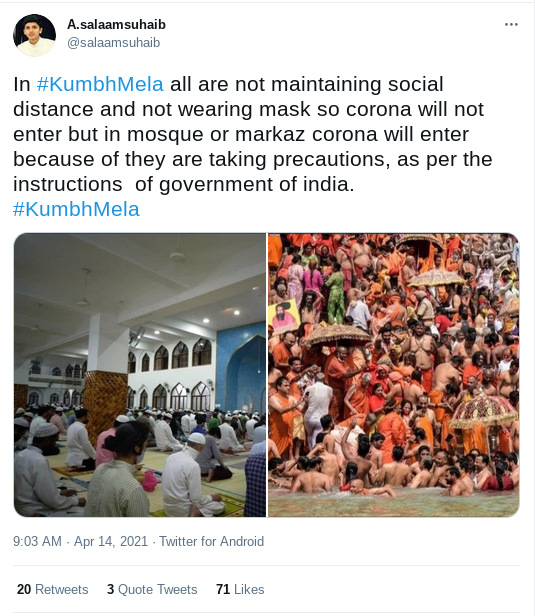 A.salaamsuhaib
@salaamsuhaib
In #KumbhMela all are not maintaining social
distance and not wearing mask so corona will not
enter but in mosque or markaz corona will enter
because of they are taking precautions, as per the
instructions  of government of india.
#KumbhMela
9:03 AM · Apr 14, 2021 · Twitter for Android
20 Retweets 3 Quote Tweets 71 Likes